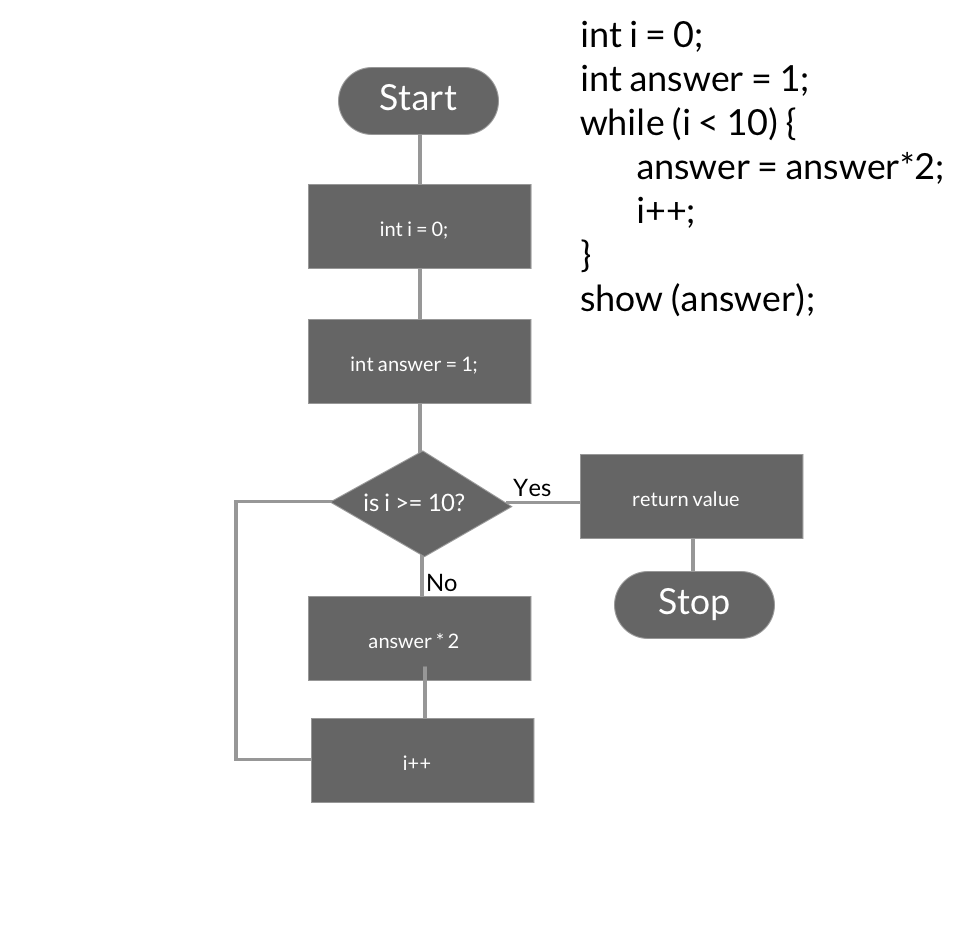 Start
int i = 0;
int answer = 1;
is i >= 10?
Yes
return value
Stop
No
answer * 2
i++
int i = 0;
int answer = 1;
while (i < 10) {
answer = answer*2;
i++;
}
show (answer);